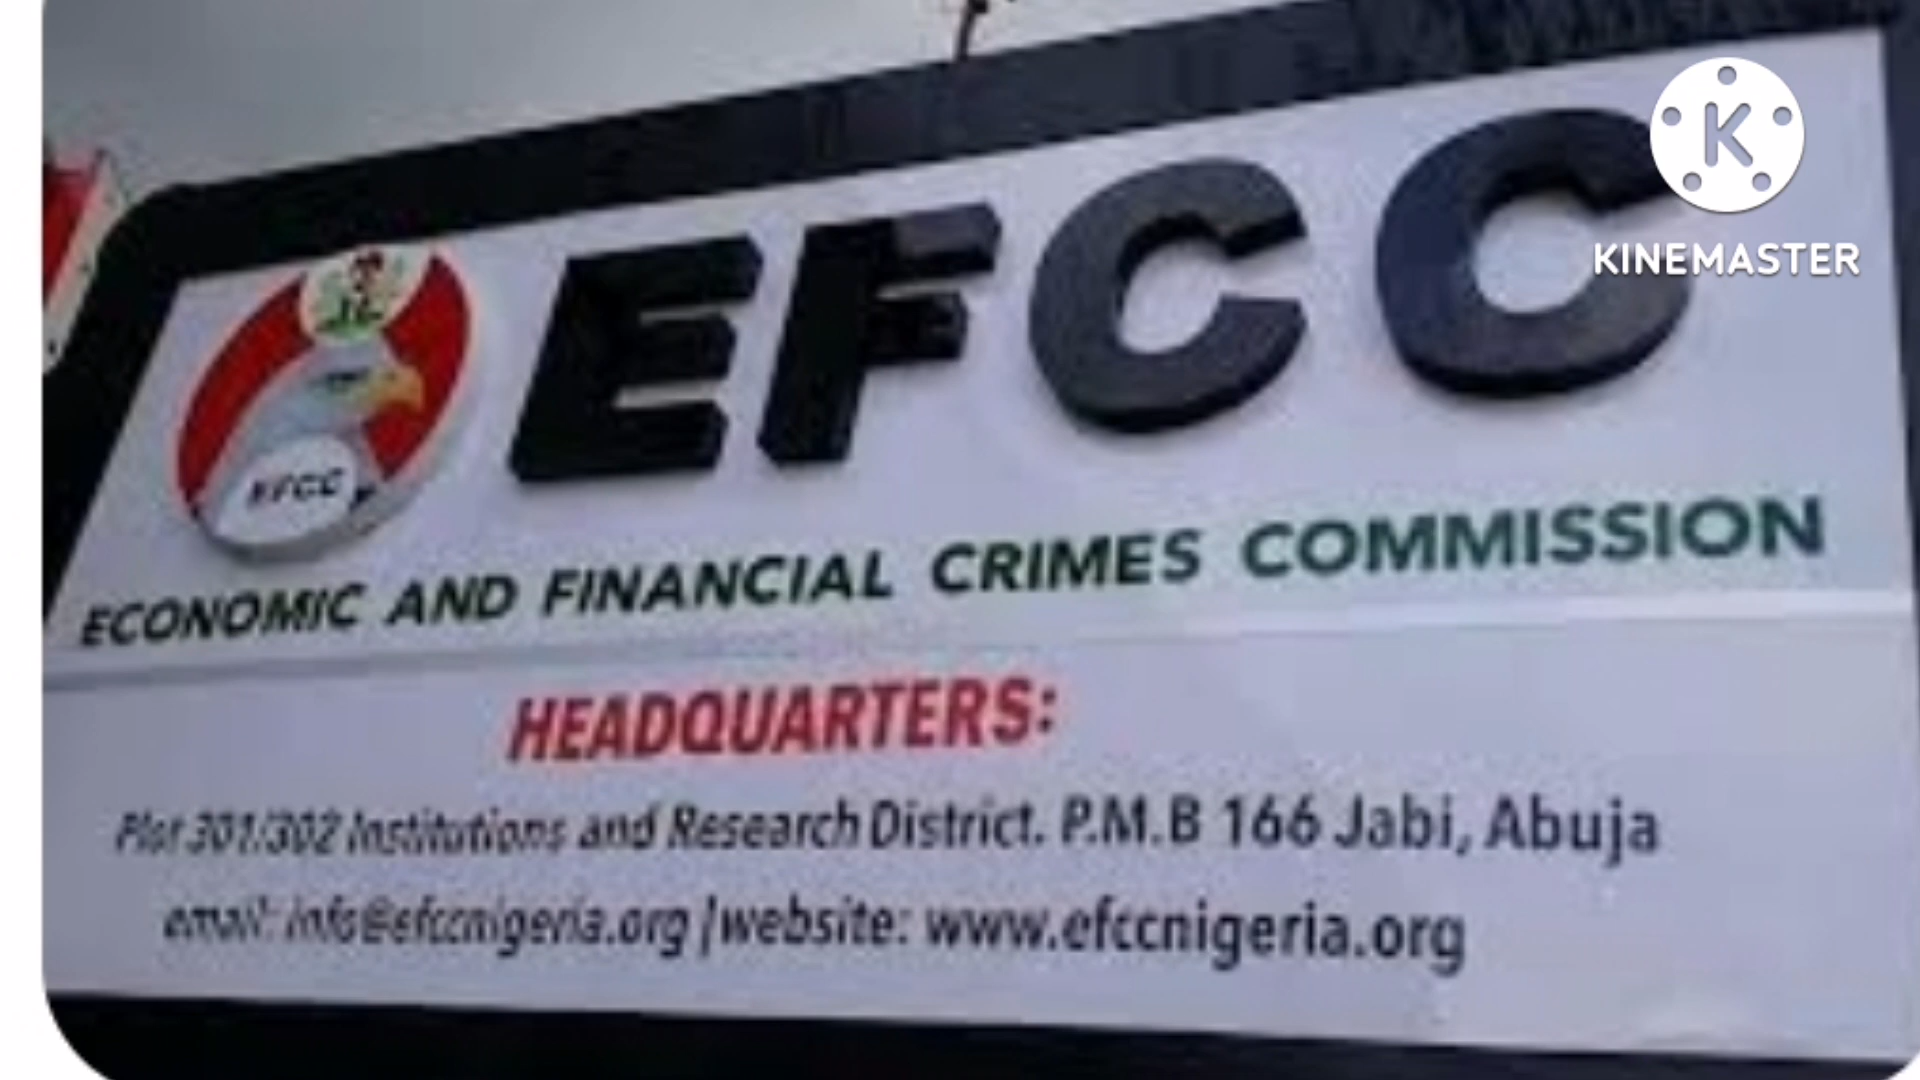 K
KINEMASTER
EFCC
EFCC
ECONOMIC AND FINANCIAL CRIMES COMMISSION
HEADQUARTERS:
Plot 301/302 Institutions and Research District. P.M.B 166 Jabi, Abuja
email: info@efccnigeria.org | website: www.efccnigeria.org